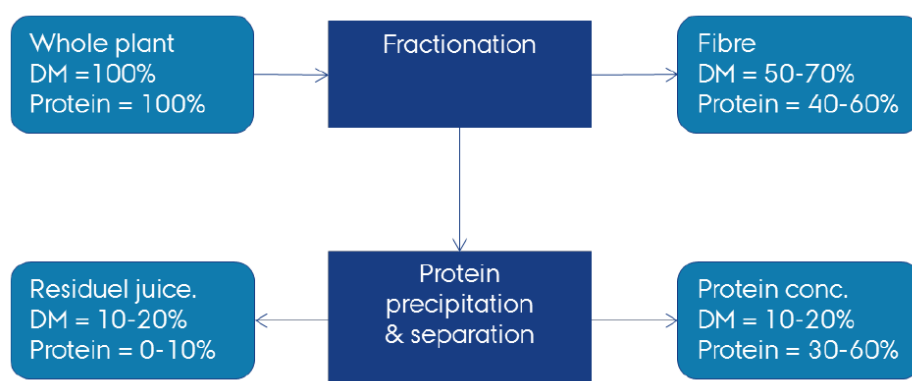 Whole plant
DM =100%
Protein = 100%
Fractionation
Fibre
DM = 50-70%
Protein = 40-60%
Residuel juice.
DM = 10-20%
Protein = 0-10%
Protein
precipitation
& separation
Protein conc.
DM = 10-20%
Protein = 30-60%